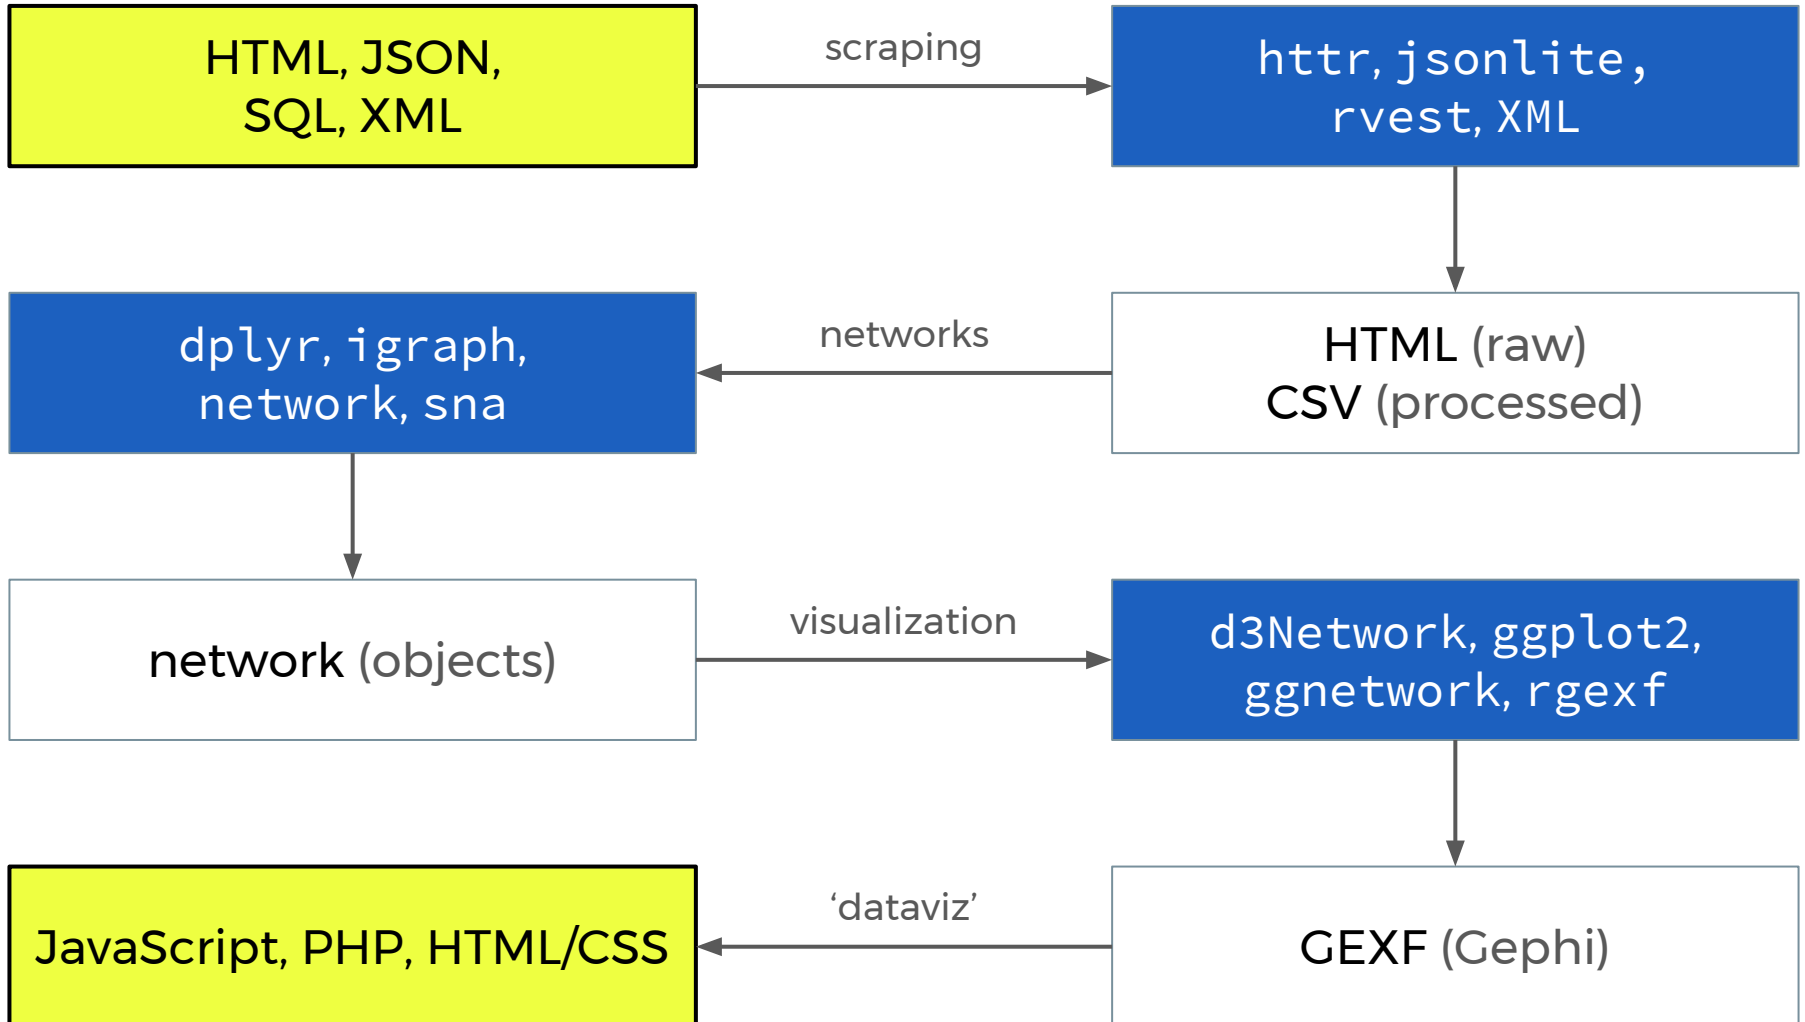 HTML, JSON,
SQL, XML
scraping
httr, jsonlite,
rvest, XML
dplyr, igraph,
network, sna
networks
HTML (raw)
CSV (processed)
network (objects)
visualization
d3Network, ggplot2,
ggnetwork, rgexf
JavaScript, PHP, HTML/CSS
‘dataviz’
GEXF (Gephi)